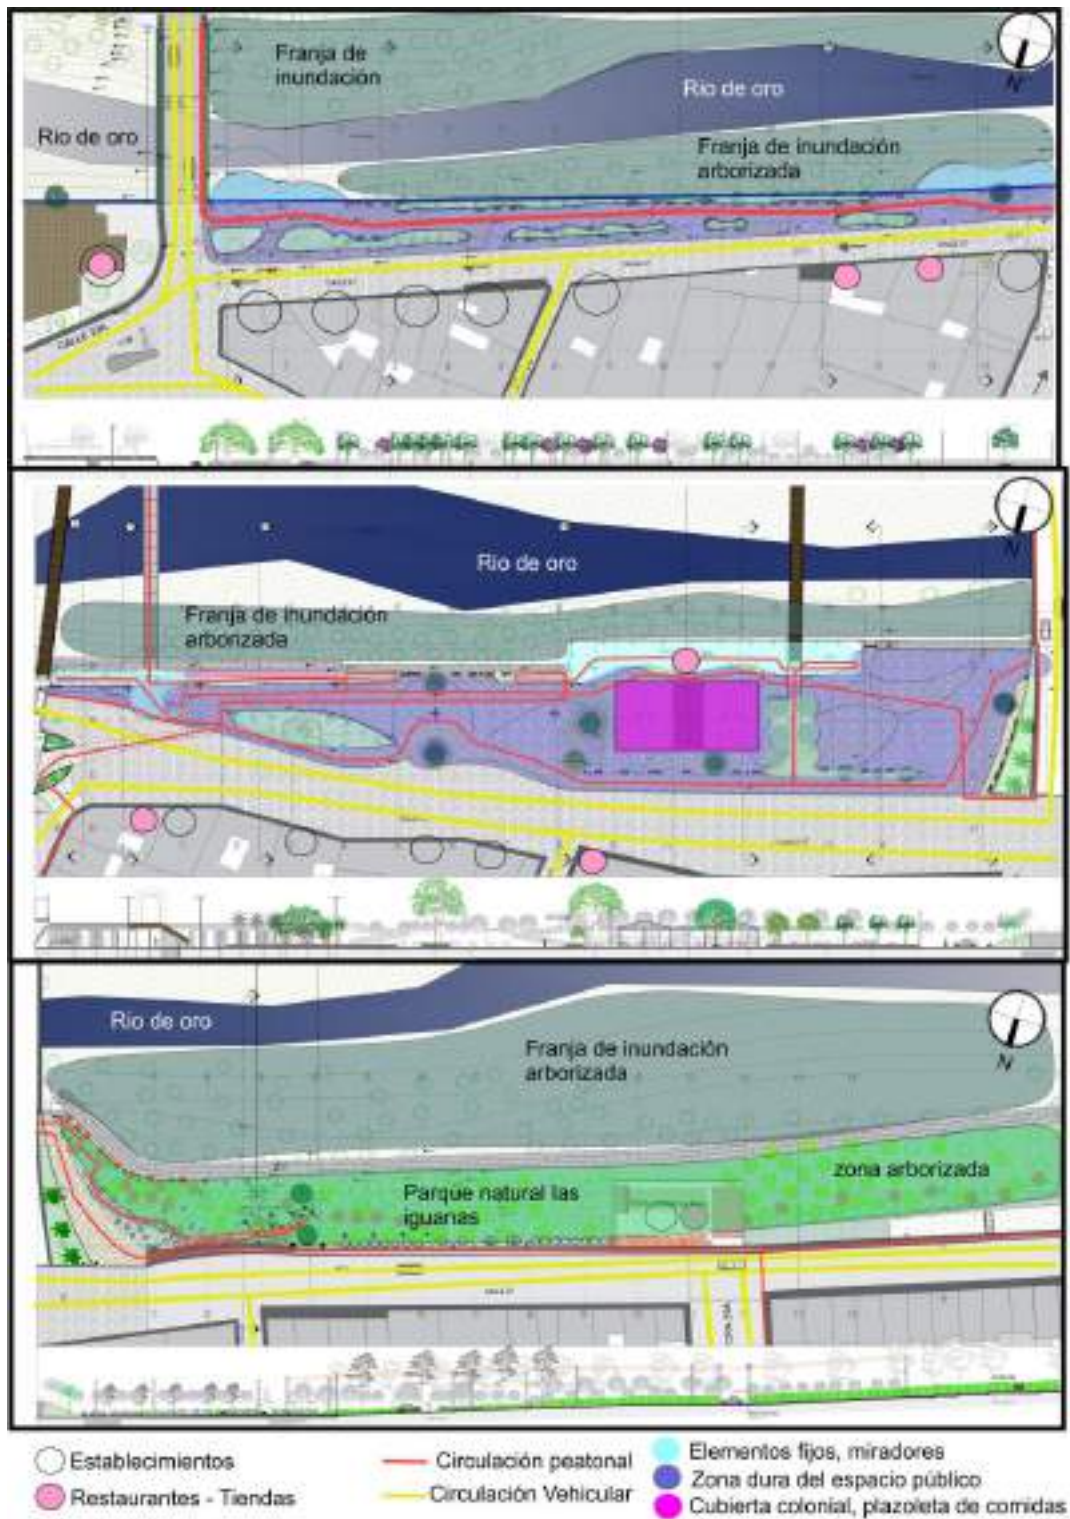 Franja de
inundación
Rio de oro
Rio de oro
Franja de inundación
arborizada
N
Rio de oro
Franja de inundación
arborizada
N
Rio de oro
Franja de inundación
arborizada
N
Parque natural las
iguanas
zona arborizada
Establecimientos
Restaurantes - Tiendas
Circulación peatonal
Circulación Vehicular
Elementos fijos, miradores
Zona dura del espacio público
Cubierta colonial, plazoleta de comidas